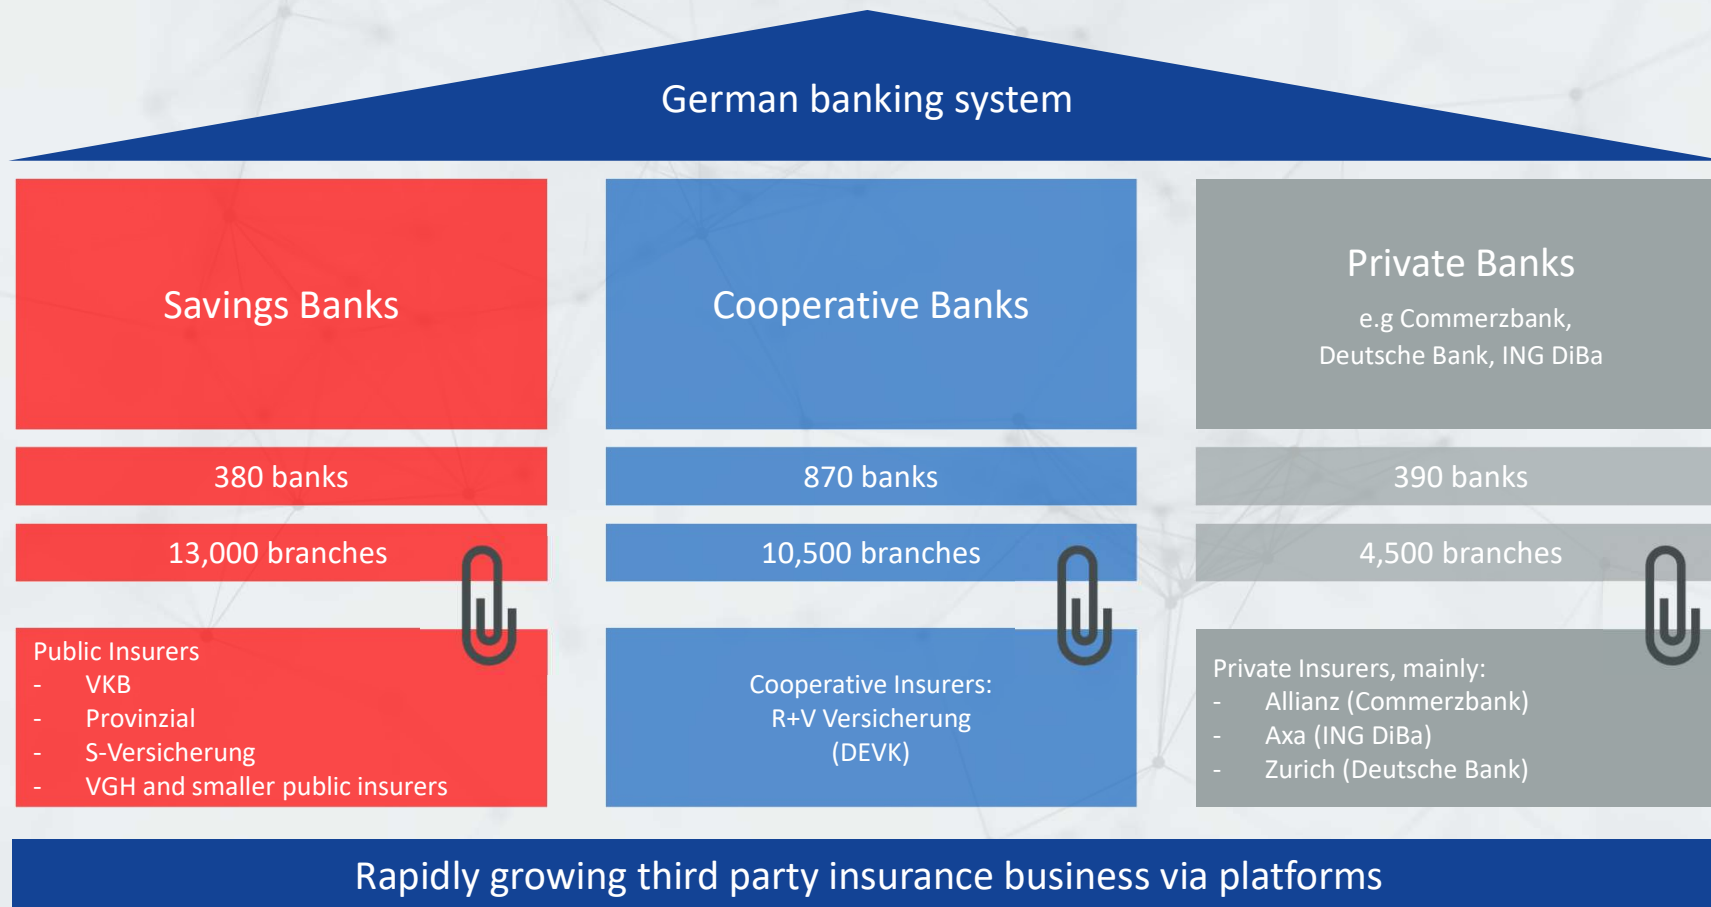 German banking system
Savings Banks
Cooperative Banks
Private Banks
e.g Commerzbank,
Deutsche Bank, ING DiBa
380 banks
870 banks
390 banks
13,000 branches
10,500 branches
4,500 branches
Public Insurers
- VKB
- Provinzial
- S-Versicherung
- VGH and smaller public insurers
Cooperative Insurers:
R+V Versicherung
(DEVK)
Private Insurers, mainly:
- Allianz (Commerzbank)
- Axa (ING DiBa)
- Zurich (Deutsche Bank)
Rapidly growing third party insurance business via platforms